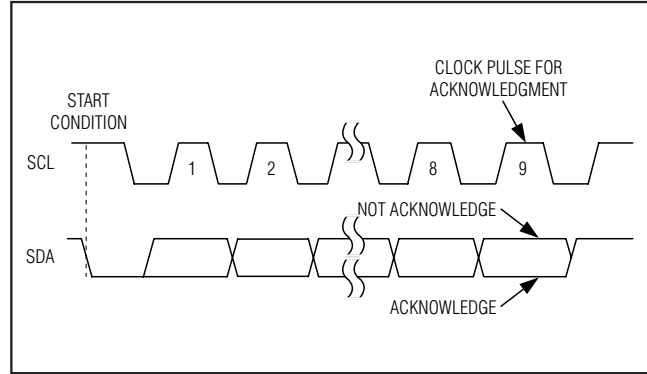 CLOCK PULSE FOR
ACKNOWLEDGMENT
START
CONDITION
SCL
1
2
8
9
NOT ACKNOWLEDGE
SDA
ACKNOWLEDGE